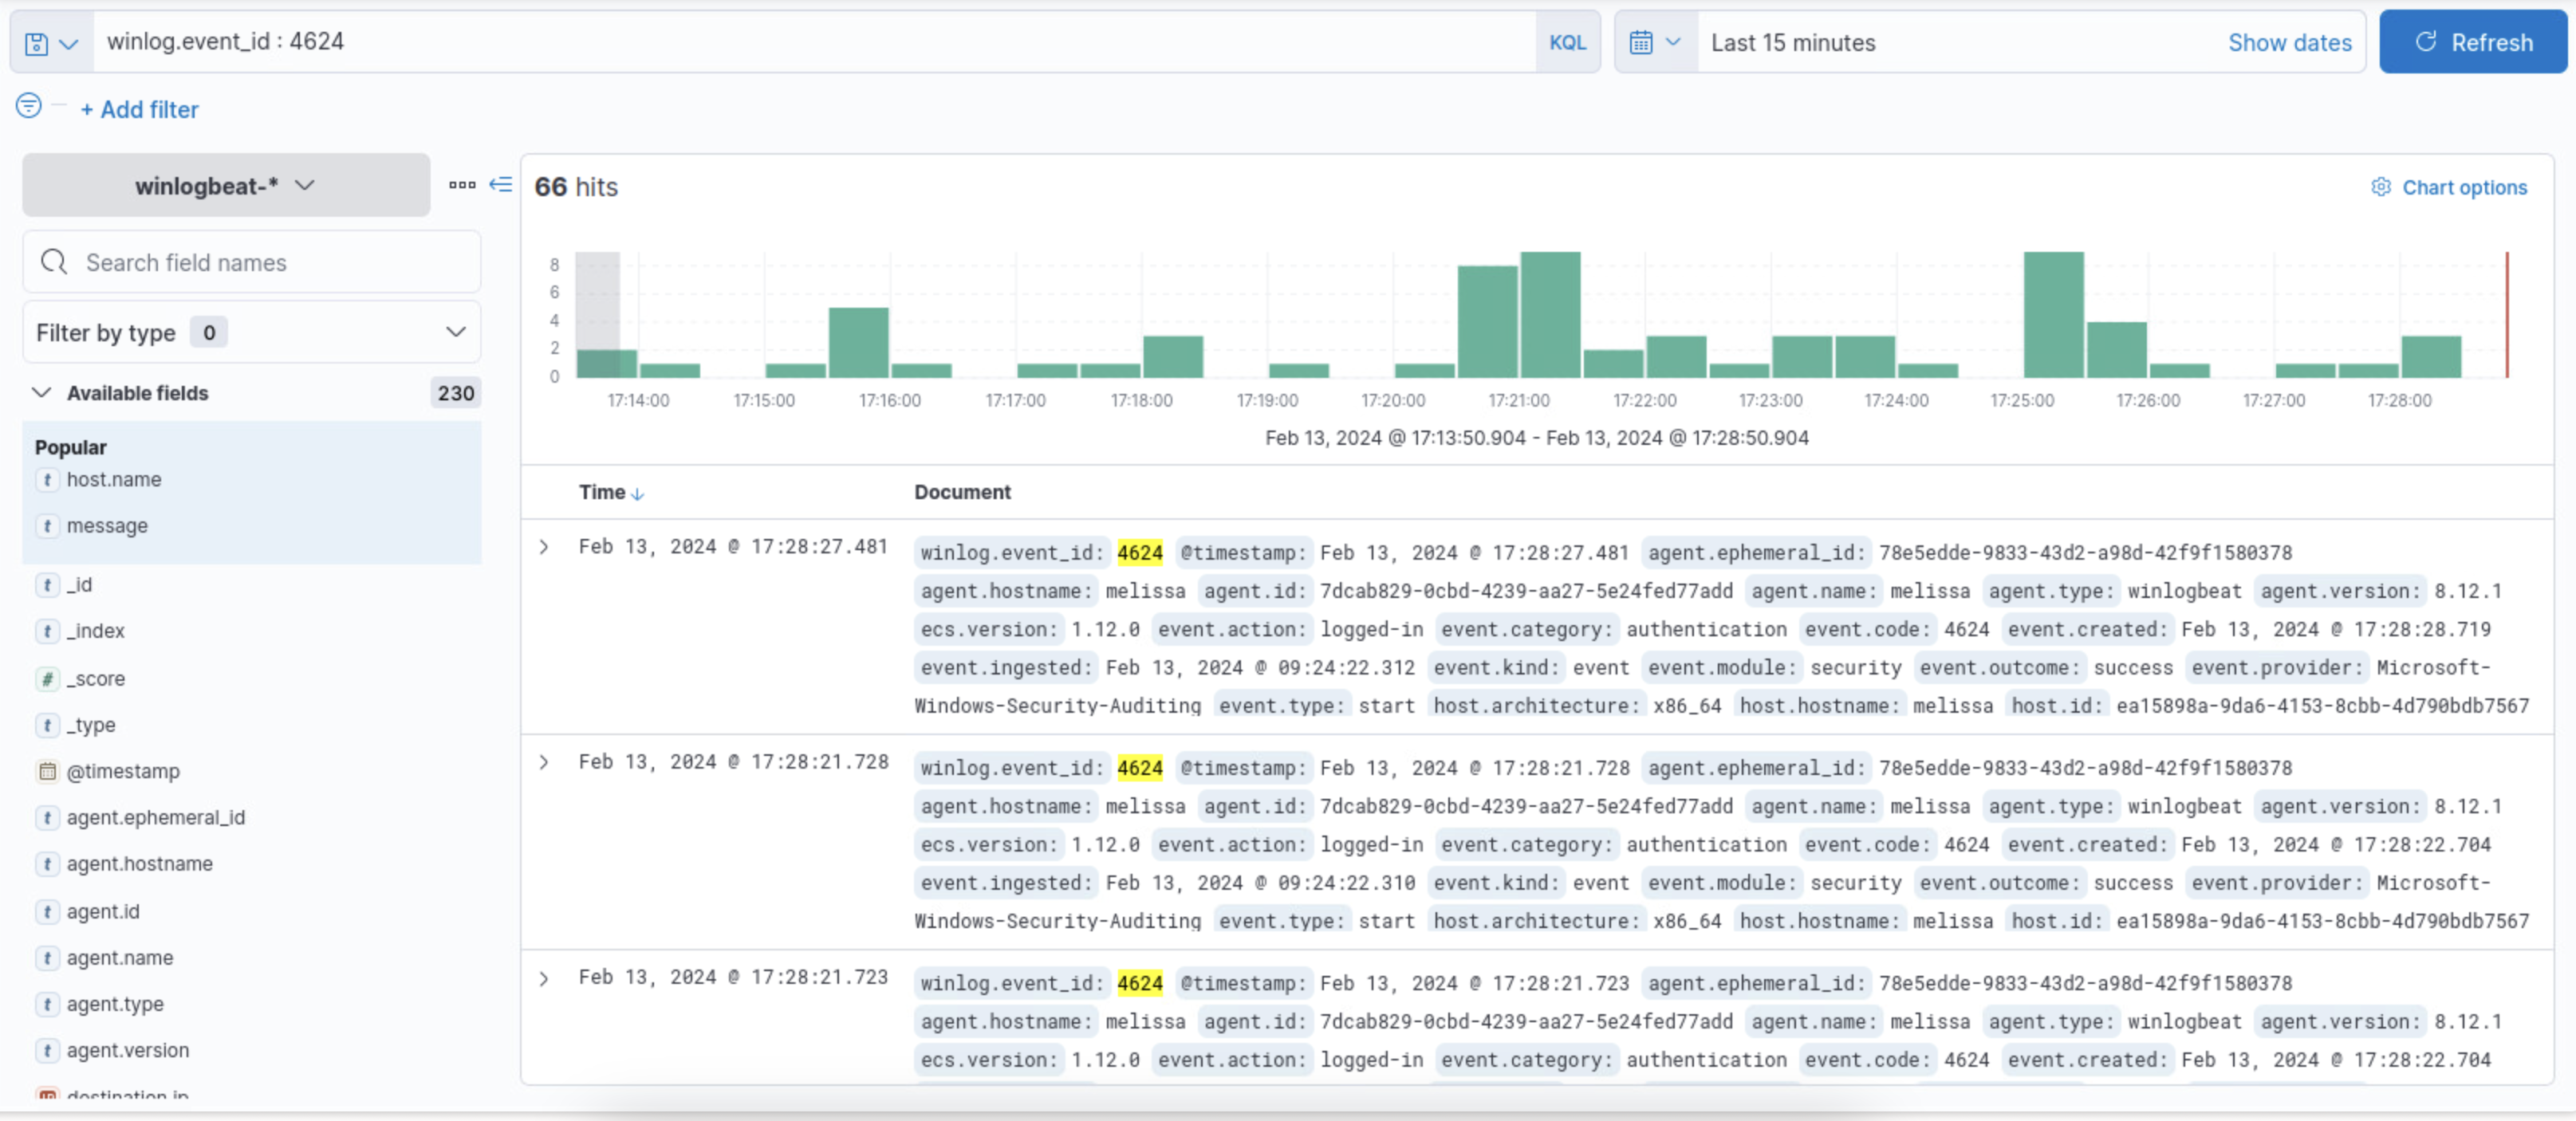 winlog.event_id : 4624
KQL
Last 15 minutes
Show dates
Refresh
+ Add filter
winlogbeat-*
Search field names
Filter by type 0
Available fields 230
Popular
t host.name
t message
t _id
t _index
# _score
t _type
@timestamp
t agent.ephemeral_id
t agent.hostname
t agent.id
t agent.name
t agent.type
t agent.version
destination.ip
66 hits
Chart options
8
6
4
2
0
17:14:00 17:15:00 17:16:00 17:17:00 17:18:00 17:19:00 17:20:00 17:21:00 17:22:00 17:23:00 17:24:00 17:25:00 17:26:00 17:27:00 17:28:00
Feb 13, 2024 @ 17:13:50.904 - Feb 13, 2024 @ 17:28:50.904
Time Document
Feb 13, 2024 @ 17:28:27.481
winlog.event_id: 4624 @timestamp: Feb 13, 2024 @ 17:28:27.481 agent.ephemeral_id: 78e5edde-9833-43d2-a98d-42f9f1580378
agent.hostname: melissa agent.id: 7dcab829-0cbd-4239-aa27-5e24fed77add agent.name: melissa agent.type: winlogbeat agent.version: 8.12.1
ecs.version: 1.12.0 event.action: logged-in event.category: authentication event.code: 4624 event.created: Feb 13, 2024 @ 17:28:28.719
event.ingested: Feb 13, 2024 @ 09:24:22.312 event.kind: event event.module: security event.outcome: success event.provider: Microsoft-
Windows-Security-Auditing event.type: start host.architecture: x86_64 host.hostname: melissa host.id: ea15898a-9da6-4153-8cbb-4d790bdb7567
Feb 13, 2024 @ 17:28:21.728
winlog.event_id: 4624 @timestamp: Feb 13, 2024 @ 17:28:21.728 agent.ephemeral_id: 78e5edde-9833-43d2-a98d-42f9f1580378
agent.hostname: melissa agent.id: 7dcab829-0cbd-4239-aa27-5e24fed77add agent.name: melissa agent.type: winlogbeat agent.version: 8.12.1
ecs.version: 1.12.0 event.action: logged-in event.category: authentication event.code: 4624 event.created: Feb 13, 2024 @ 17:28:22.704
event.ingested: Feb 13, 2024 @ 09:24:22.310 event.kind: event event.module: security event.outcome: success event.provider: Microsoft-
Windows-Security-Auditing event.type: start host.architecture: x86_64 host.hostname: melissa host.id: ea15898a-9da6-4153-8cbb-4d790bdb7567
Feb 13, 2024 @ 17:28:21.723
winlog.event_id: 4624 @timestamp: Feb 13, 2024 @ 17:28:21.723 agent.ephemeral_id: 78e5edde-9833-43d2-a98d-42f9f1580378
agent.hostname: melissa agent.id: 7dcab829-0cbd-4239-aa27-5e24fed77add agent.name: melissa agent.type: winlogbeat agent.version: 8.12.1
ecs.version: 1.12.0 event.action: logged-in event.category: authentication event.code: 4624 event.created: Feb 13, 2024 @ 17:28:22.704